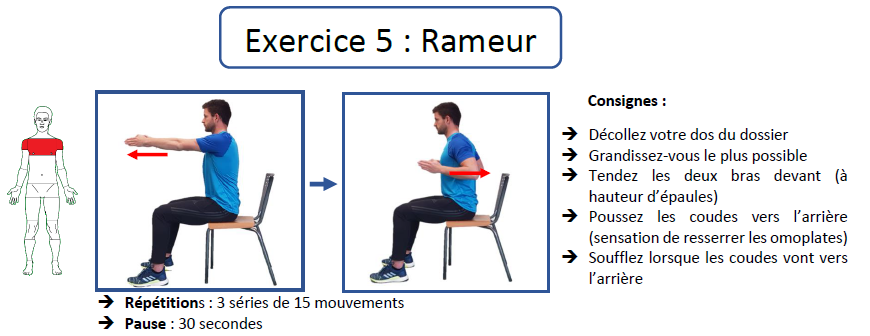 Exercice 5 : Rameur
Consignes :
➔ Décollez votre dos du dossier
➔ Grandissez-vous le plus possible
➔ Tendez les deux bras devant (à
hauteur d’épaules)
➔ Poussez les coudes vers l’arrière
(sensation de resserrer les omoplates)
➔ Soufflez lorsque les coudes vont vers
l’arrière
➔ Répétitions : 3 séries de 15 mouvements
➔ Pause : 30 secondes